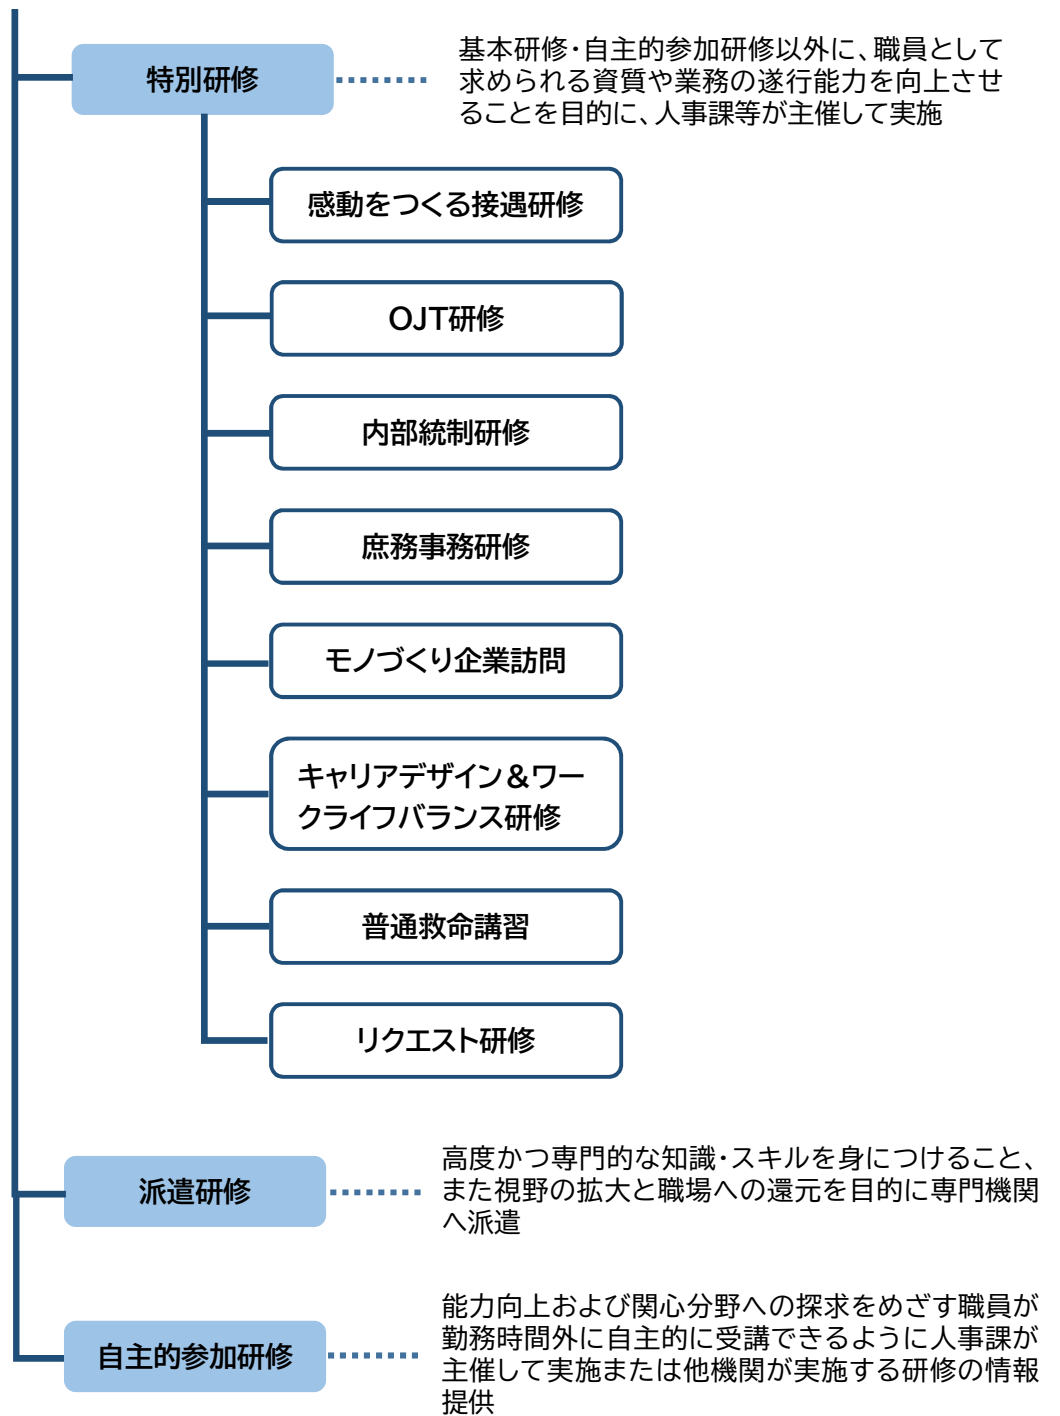 特別研修
基本研修・自主的参加研修以外に、職員として
求められる資質や業務の遂行能力を向上させ
ることを目的に、人事課等が主催して実施
感動をつくる接遇研修
OJT研修
内部統制研修
庶務事務研修
モノづくり企業訪問
キャリアデザイン＆ワー
クライフバランス研修
普通救命講習
リクエスト研修
派遣研修
高度かつ専門的な知識・スキルを身につけること、
また視野の拡大と職場への還元を目的に専門機関
へ派遣
自主的参加研修
能力向上および関心分野への探求をめざす職員が
勤務時間外に自主的に受講できるように人事課が
主催して実施または他機関が実施する研修の情報
提供